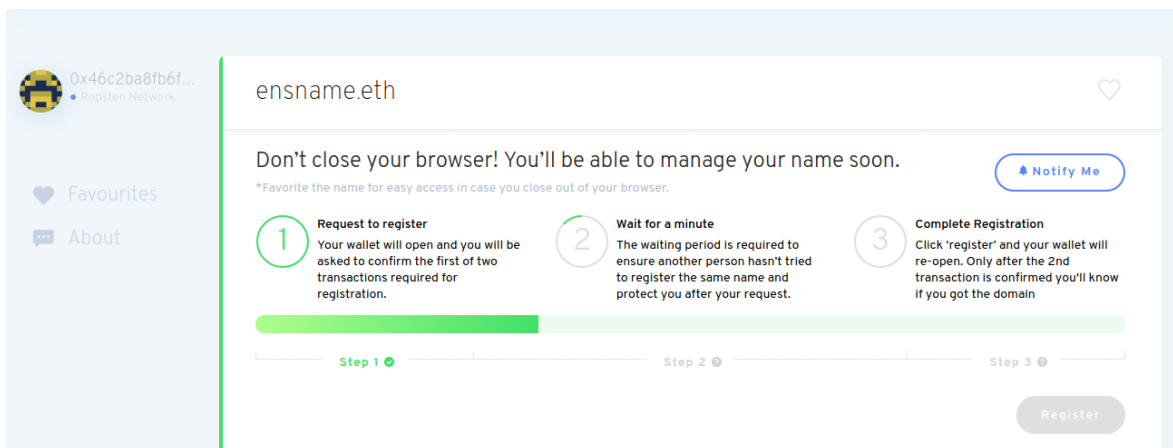 0x46c2ba8fb6f...
Ropsten Network
Favourites
About
ensname.eth
Don't close your browser! You'll be able to manage your name soon.
*Favorite the name for easy access in case you close out of your browser.
Notify Me
1
Request to register
Your wallet will open and you will be
asked to confirm the first of two
transactions required for
registration.
2
Wait for a minute
The waiting period is required to
ensure another person hasn't tried
to register the same name and
protect you after your request.
3
Complete Registration
Click ‘register’ and your wallet will
re-open. Only after the 2nd
transaction is confirmed you'll know
if you got the domain
Step 1
Step 2
Step 3
Register